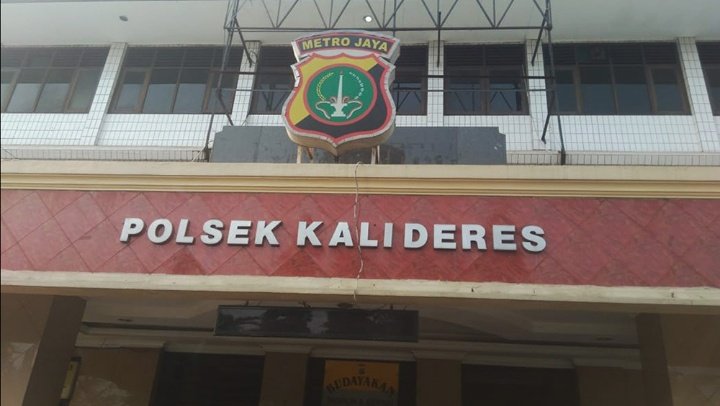 METRO JAYA
POLSEK KALIDERES
BUDAYAKAN